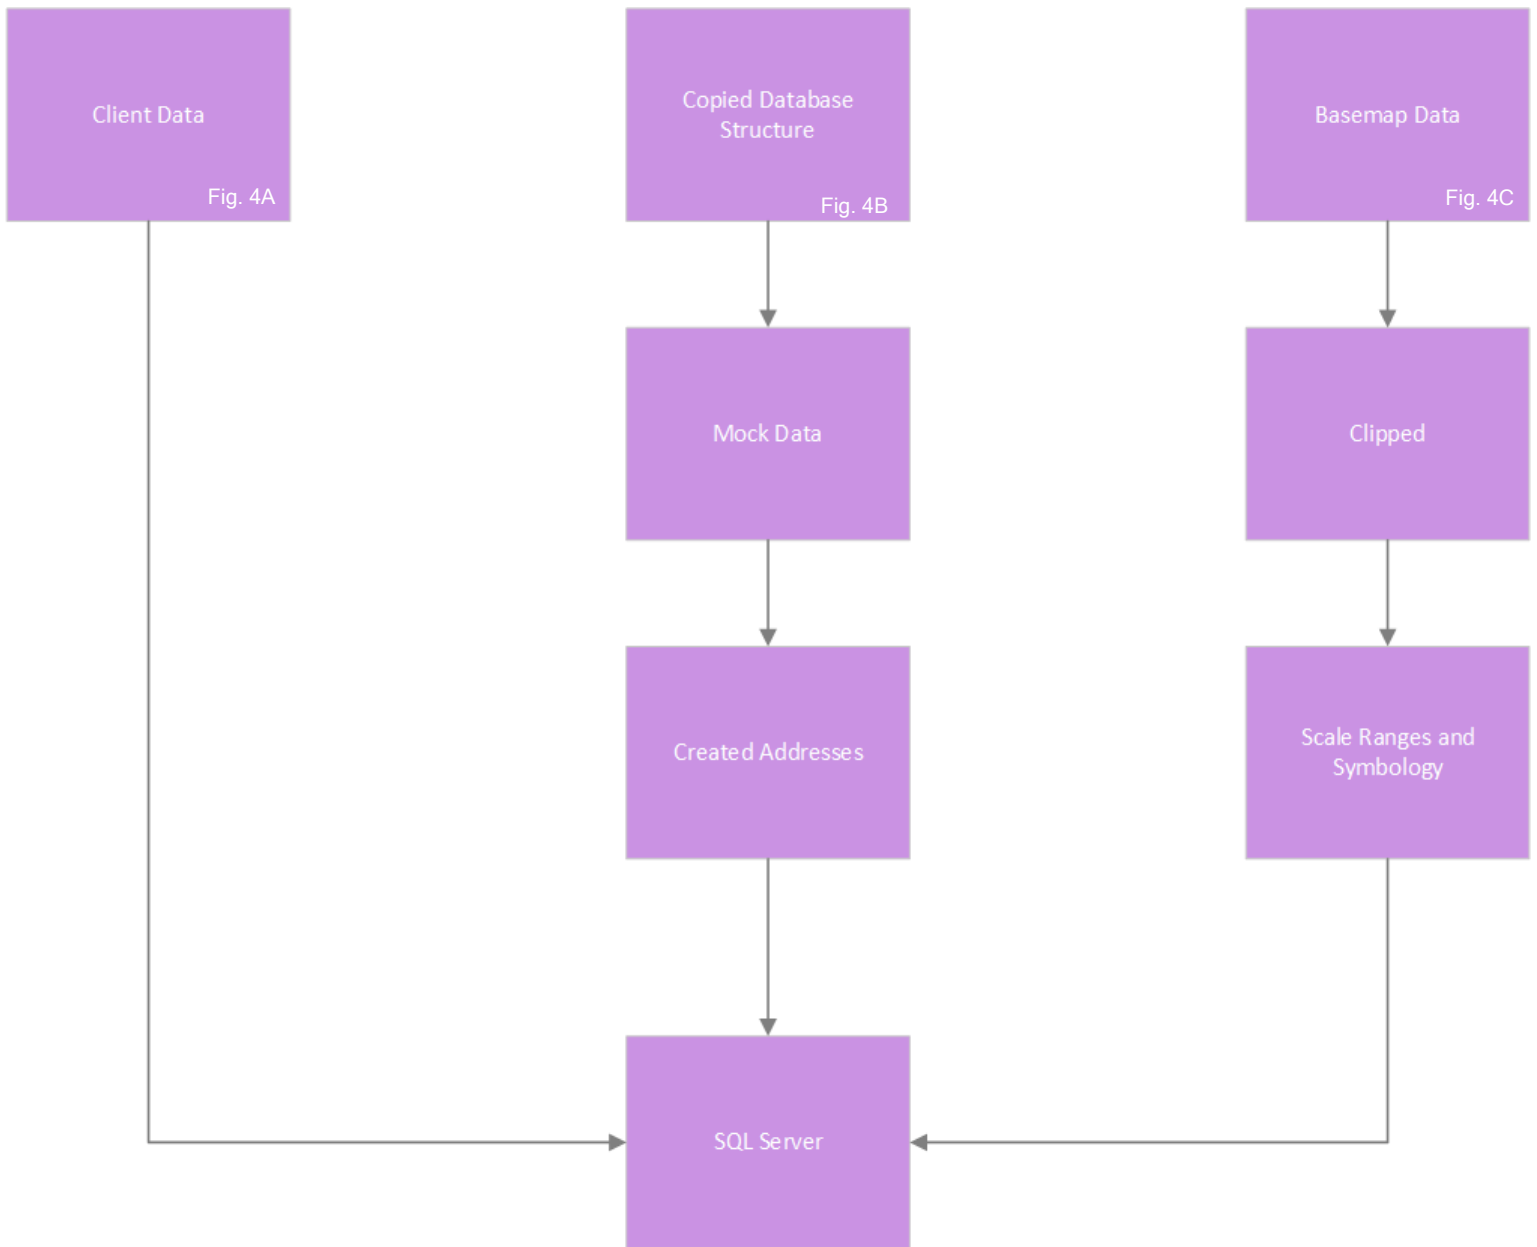 Client Data
Fig. 4A
Copied Database
Structure
Fig. 4B
Basemap Data
Fig. 4C
Mock Data
Clipped
Created Addresses
Scale Ranges and
Symbology
SQL Server